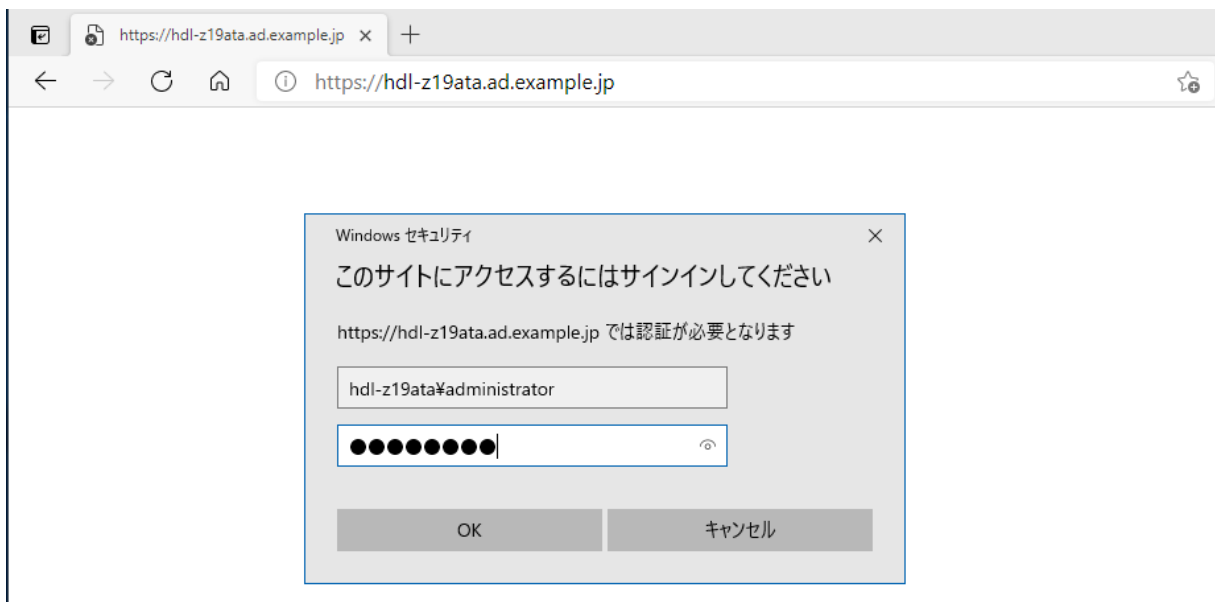 https://hdl-z19ata.ad.example.jp
https://hdl-z19ata.ad.example.jp
Windows セキュリティ
このサイトにアクセスするにはサインインしてください
https://hdl-z19ata.ad.example.jp では認証が必要となります
hdl-z19ata¥administrator
●●●●●●●●
OK
キャンセル